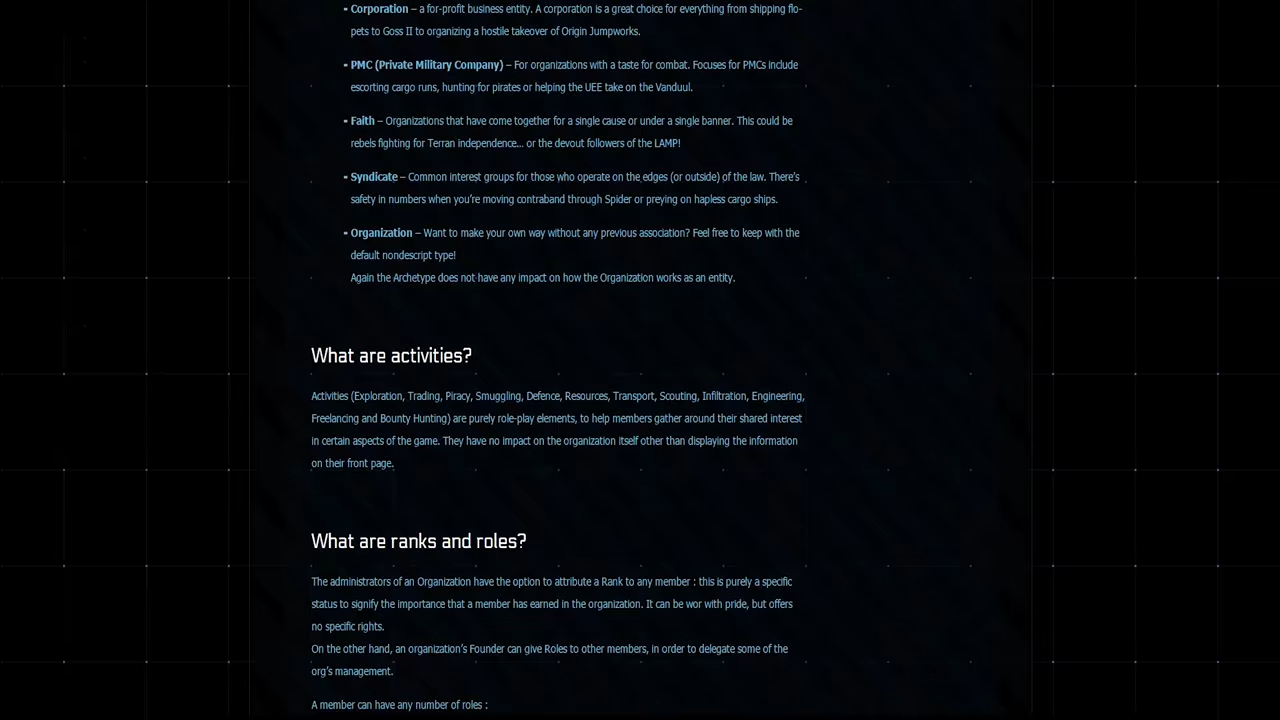 - Corporation – a for-profit business entity. A corporation is a great choice for everything from shipping flo-
pets to Goss II to organizing a hostile takeover of Origin Jumpworks.
- PMC (Private Military Company) – For organizations with a taste for combat. Focuses for PMCs include
escorting cargo runs, hunting for pirates or helping the UEE take on the Vanduul.
- Faith – Organizations that have come together for a single cause or under a single banner. This could be
rebels fighting for Terran independence... or the devout followers of the LAMP!
- Syndicate – Common interest groups for those who operate on the edges (or outside) of the law. There's
safety in numbers when you're moving contraband through Spider or preying on hapless cargo ships.
- Organization – Want to make your own way without any previous association? Feel free to keep with the
default nondescript type!
Again the Archetype does not have any impact on how the Organization works as an entity.
What are activities?
Activities (Exploration, Trading, Piracy, Smuggling, Defence, Resources, Transport, Scouting, Infiltration, Engineering,
Freelancing and Bounty Hunting) are purely role-play elements, to help members gather around their shared interest
in certain aspects of the game. They have no impact on the organization itself other than displaying the information
on their front page.
What are ranks and roles?
The administrators of an Organization have the option to attribute a Rank to any member : this is purely a specific
status to signify the importance that a member has earned in the organization. It can be wor with pride, but offers
no specific rights.
On the other hand, an organization's Founder can give Roles to other members, in order to delegate some of the
org's management.
A member can have any number of roles :